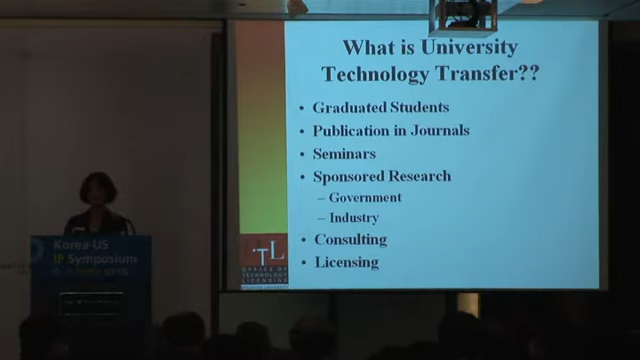 What is University
Technology Transfer??
• Graduated Students
• Publication in Journals
• Seminars
• Sponsored Research
– Government
– Industry
• Consulting
• Licensing
OTL
OFFICE OF
TECHNOLOGY
LICENSING
Korea-US
IP Symposium